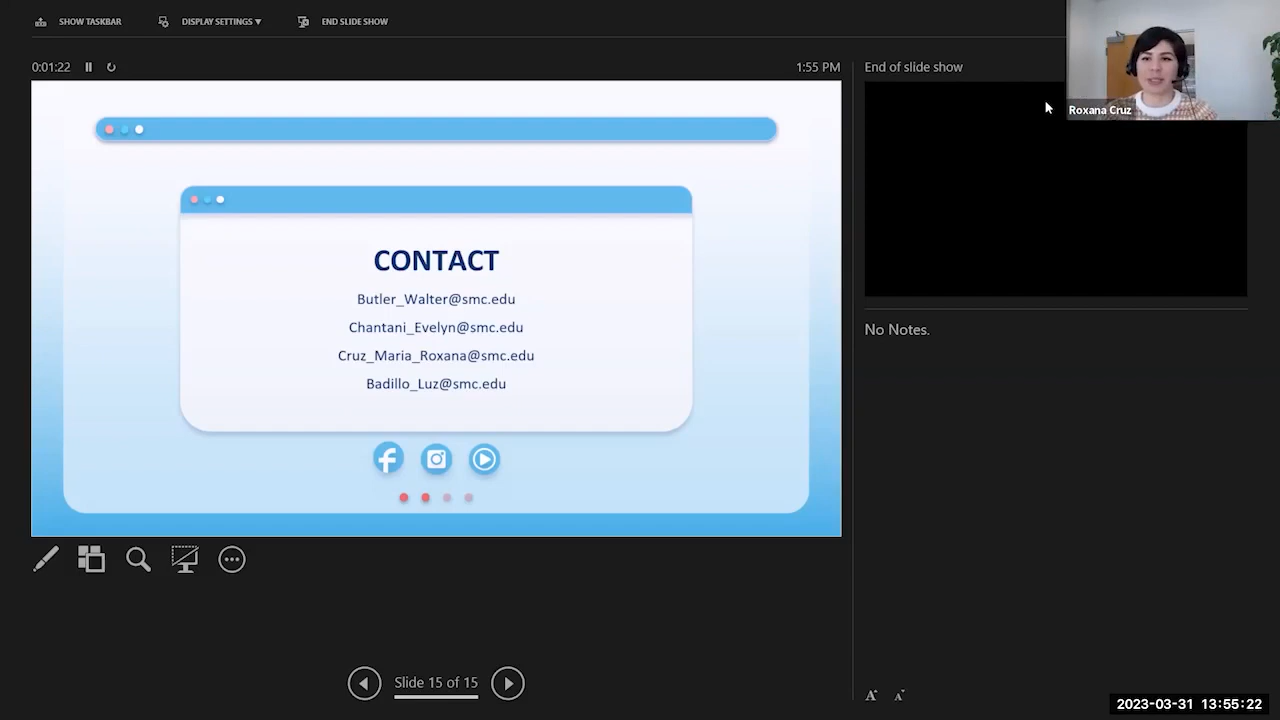 SHOW TASKBAR DISPLAY SETTINGS ▼ END SLIDE SHOW
0:01:22 1:55 PM
End of slide show
Roxana Cruz
CONTACT
Butler_Walter@smc.edu
Chantani_Evelyn@smc.edu
Cruz_Maria_Roxana@smc.edu
Badillo_Luz@smc.edu
No Notes.
Slide 15 of 15
A A
2023-03-31 13:55:22